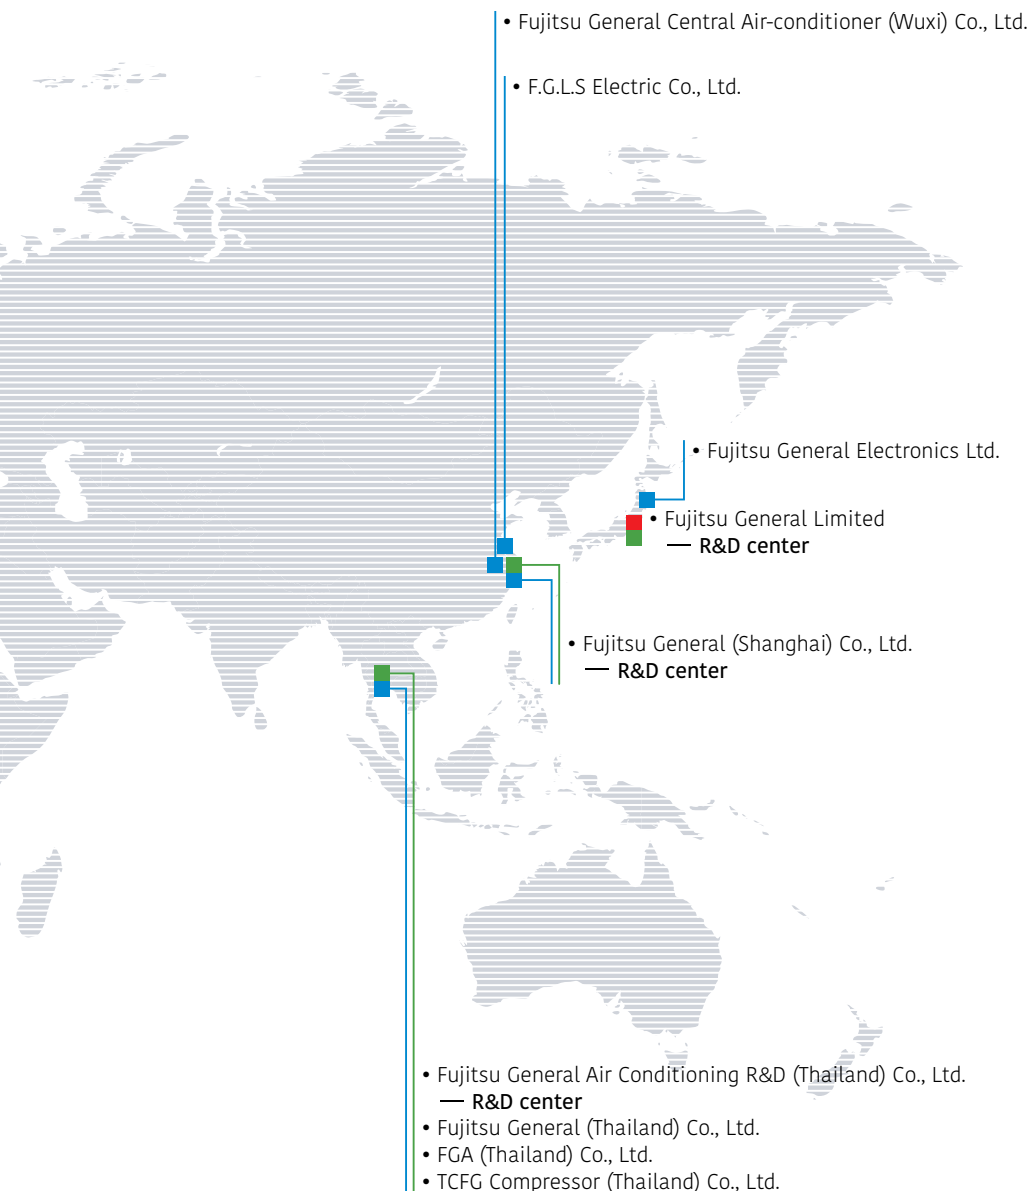 • Fujitsu General Central Air-conditioner (Wuxi) Co., Ltd.
• F.G.L.S Electric Co., Ltd.
• Fujitsu General Electronics Ltd.
• Fujitsu General Limited
— R&D center
• Fujitsu General (Shanghai) Co., Ltd.
— R&D center
• Fujitsu General Air Conditioning R&D (Thailand) Co., Ltd.
— R&D center
• Fujitsu General (Thailand) Co., Ltd.
• FGA (Thailand) Co., Ltd.
• TCFG Compressor (Thailand) Co., Ltd.